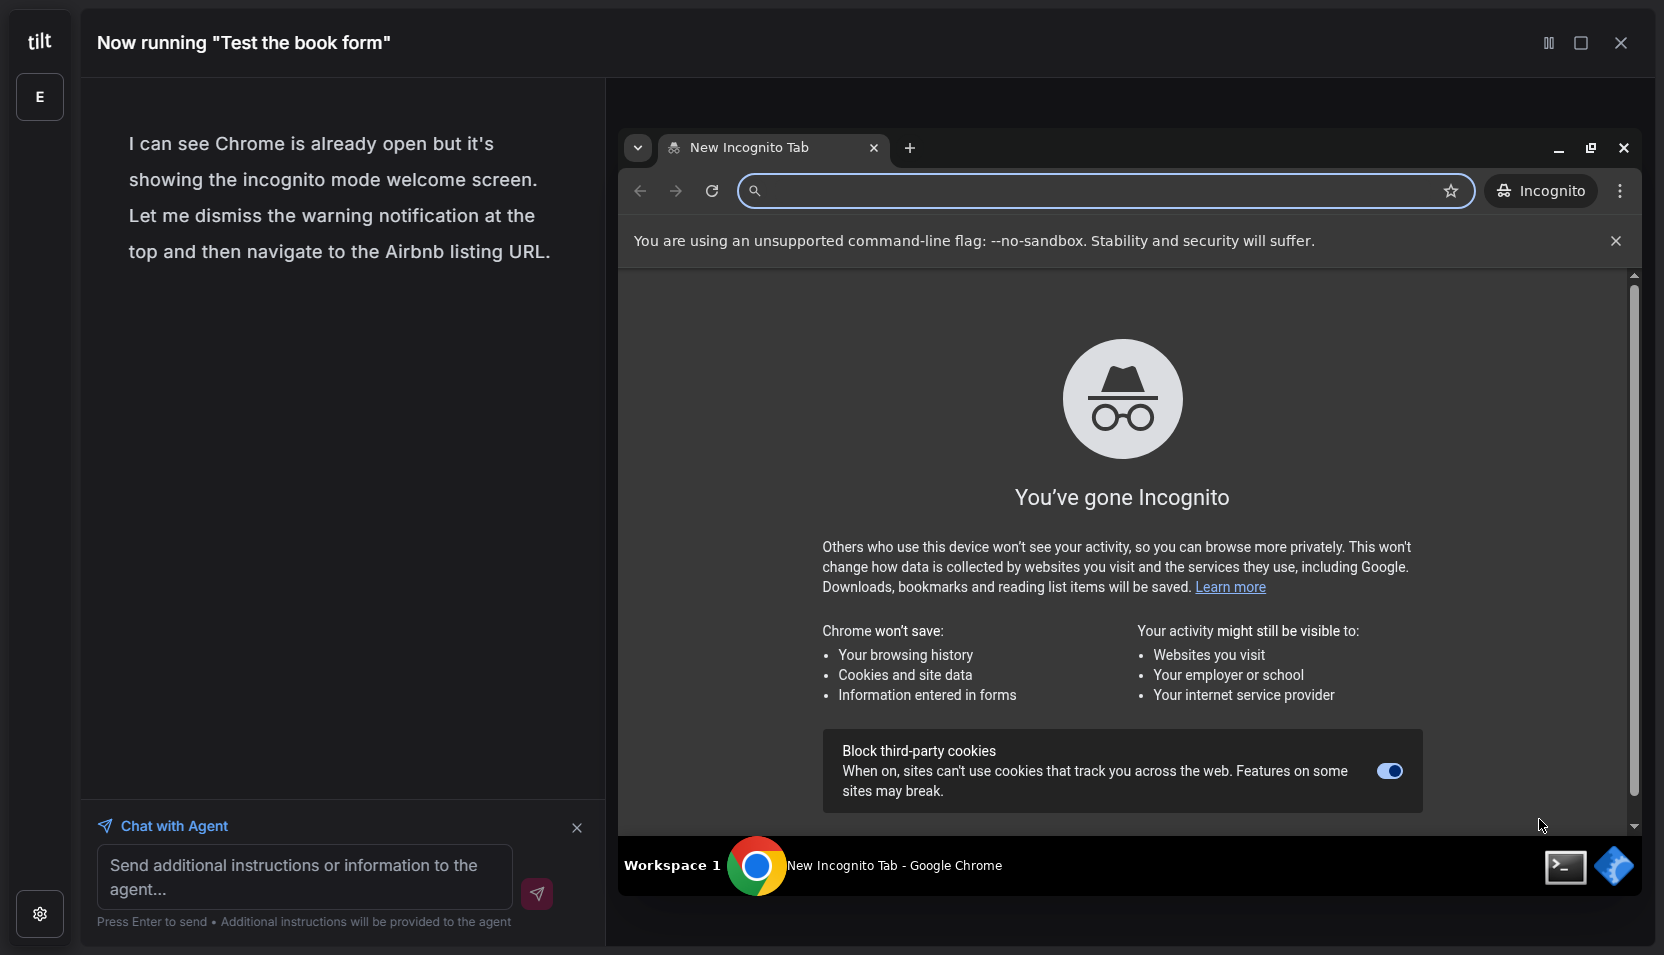 tilt
E
Now running "Test the book form"
I can see Chrome is already open but it's
showing the incognito mode welcome screen.
Let me dismiss the warning notification at the
top and then navigate to the Airbnb listing URL.
Chat with Agent
Send additional instructions or information to the
agent...
Press Enter to send • Additional instructions will be provided to the agent
New Incognito Tab
Incognito
You are using an unsupported command-line flag: --no-sandbox. Stability and security will suffer.
You’ve gone Incognito
Others who use this device won’t see your activity, so you can browse more privately. This won't
change how data is collected by websites you visit and the services they use, including Google.
Downloads, bookmarks and reading list items will be saved. Learn more
Chrome won’t save:
• Your browsing history
• Cookies and site data
• Information entered in forms
Your activity might still be visible to:
• Websites you visit
• Your employer or school
• Your internet service provider
Block third-party cookies
When on, sites can't use cookies that track you across the web. Features on some
sites may break.
Workspace 1
New Incognito Tab - Google Chrome